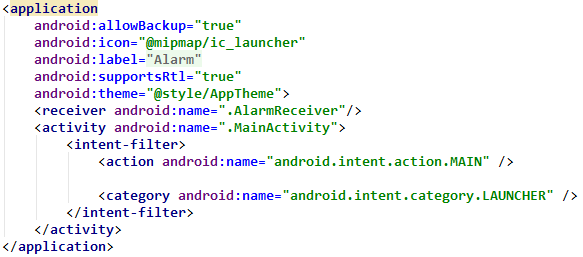 <application
    android:allowBackup="true"
    android:icon="@mipmap/ic_launcher"
    android:label="Alarm"
    android:supportsRtl="true"
    android:theme="@style/AppTheme">
    <receiver android:name=".AlarmReceiver"/>
    <activity android:name=".MainActivity">
        <intent-filter>
            <action android:name="android.intent.action.MAIN" />

            <category android:name="android.intent.category.LAUNCHER" />
        </intent-filter>
    </activity>
</application>